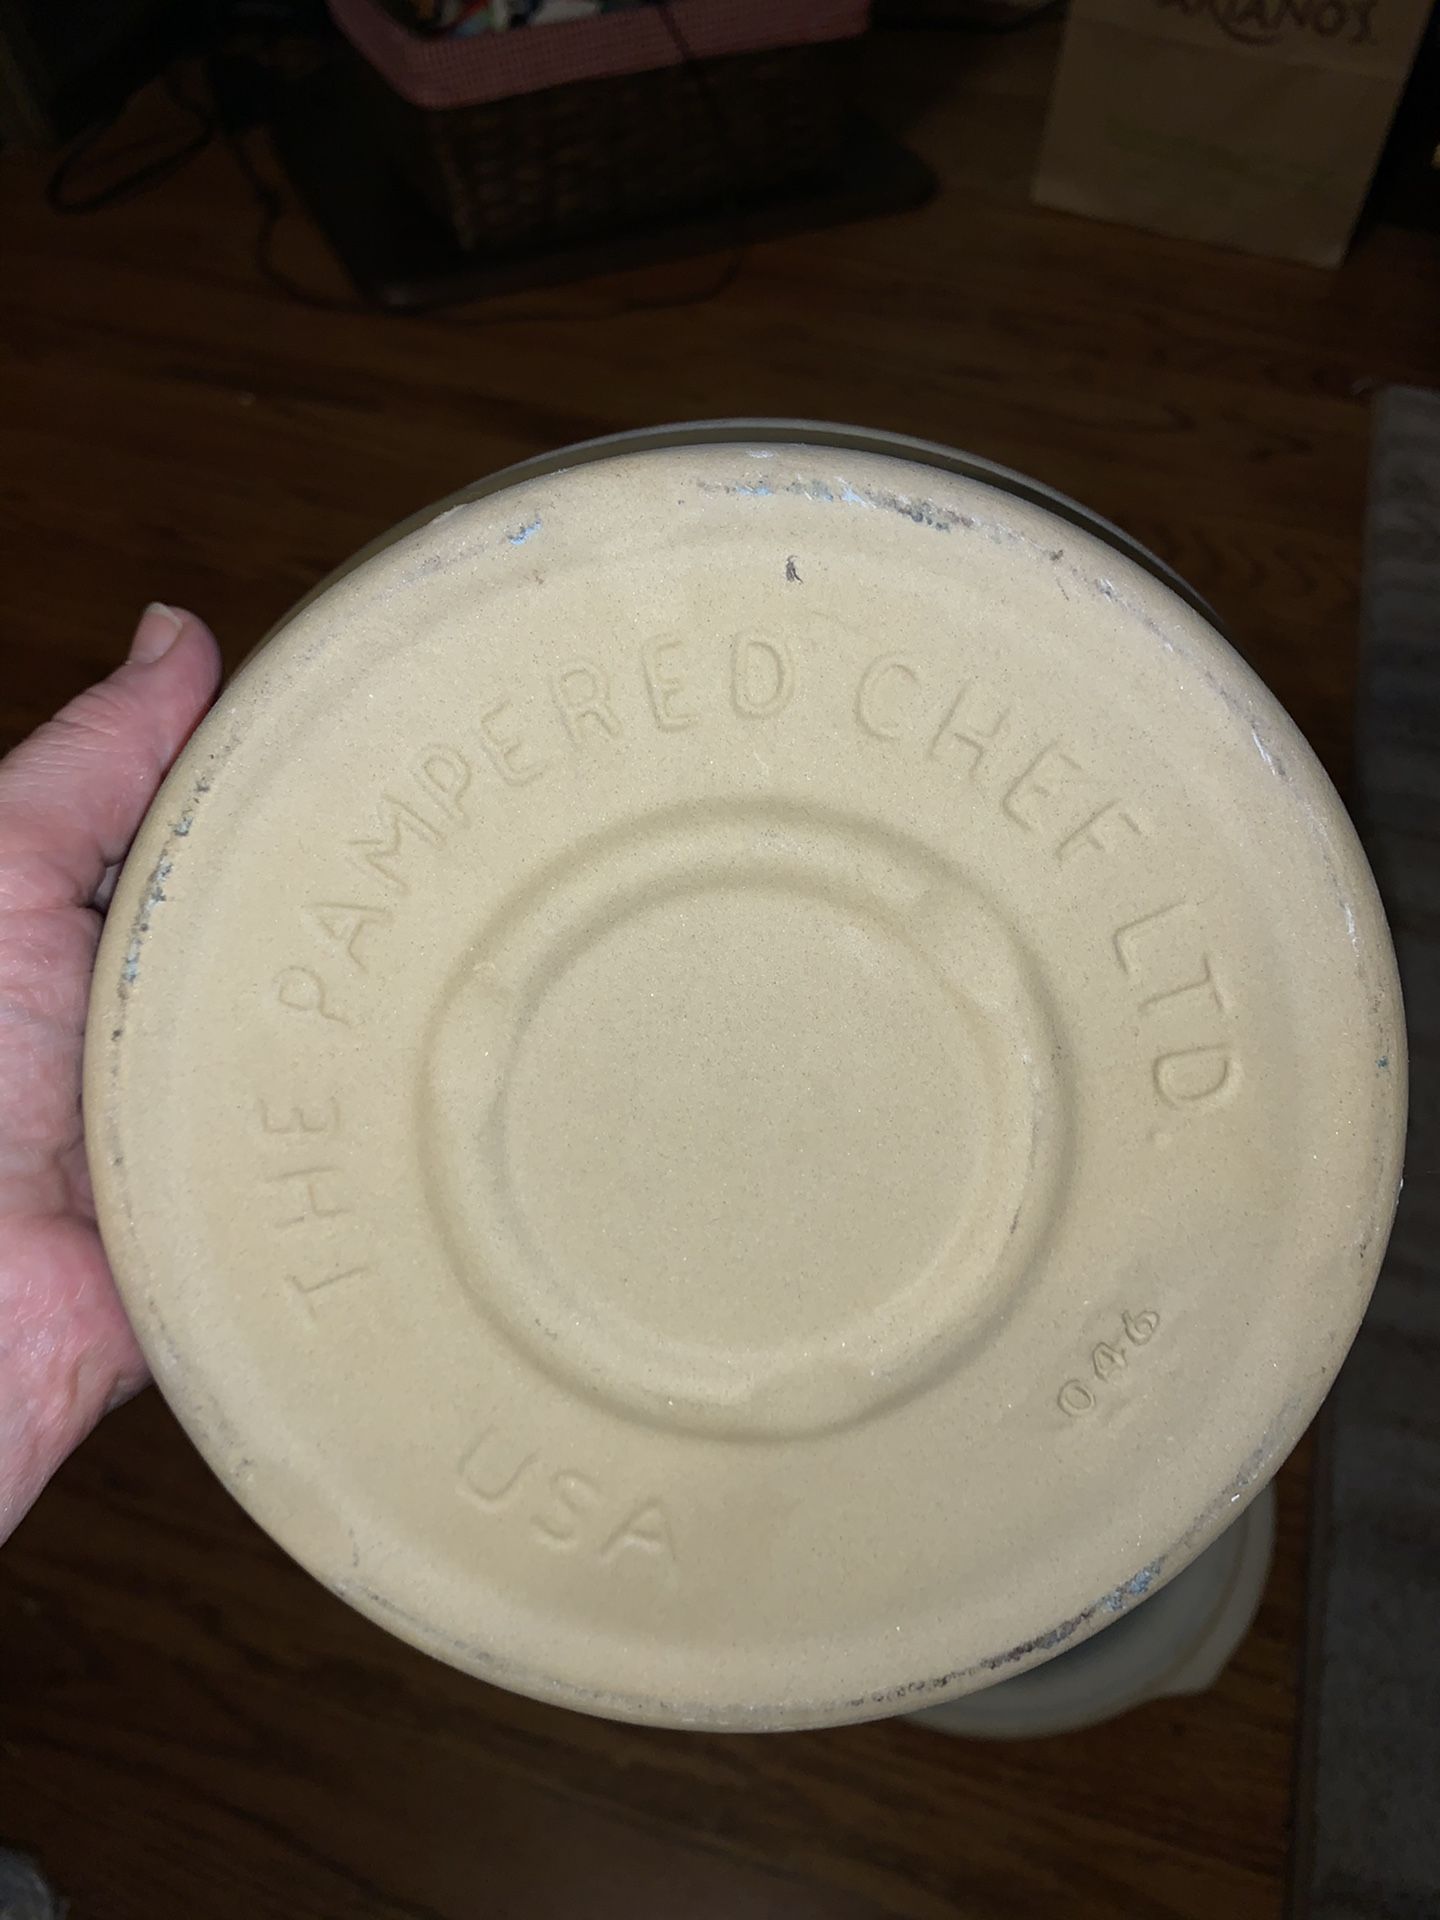 THE PAMPERED CHEF LTD.
USA
046